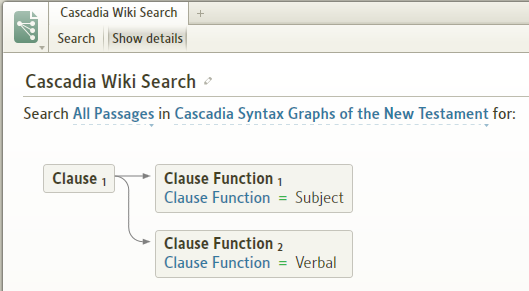 Cascadia Wiki Search +
Search Show details
Cascadia Wiki Search
Search All Passages in Cascadia Syntax Graphs of the New Testament for:
Clause 1
Clause Function 1
Clause Function = Subject
Clause Function 2
Clause Function = Verbal